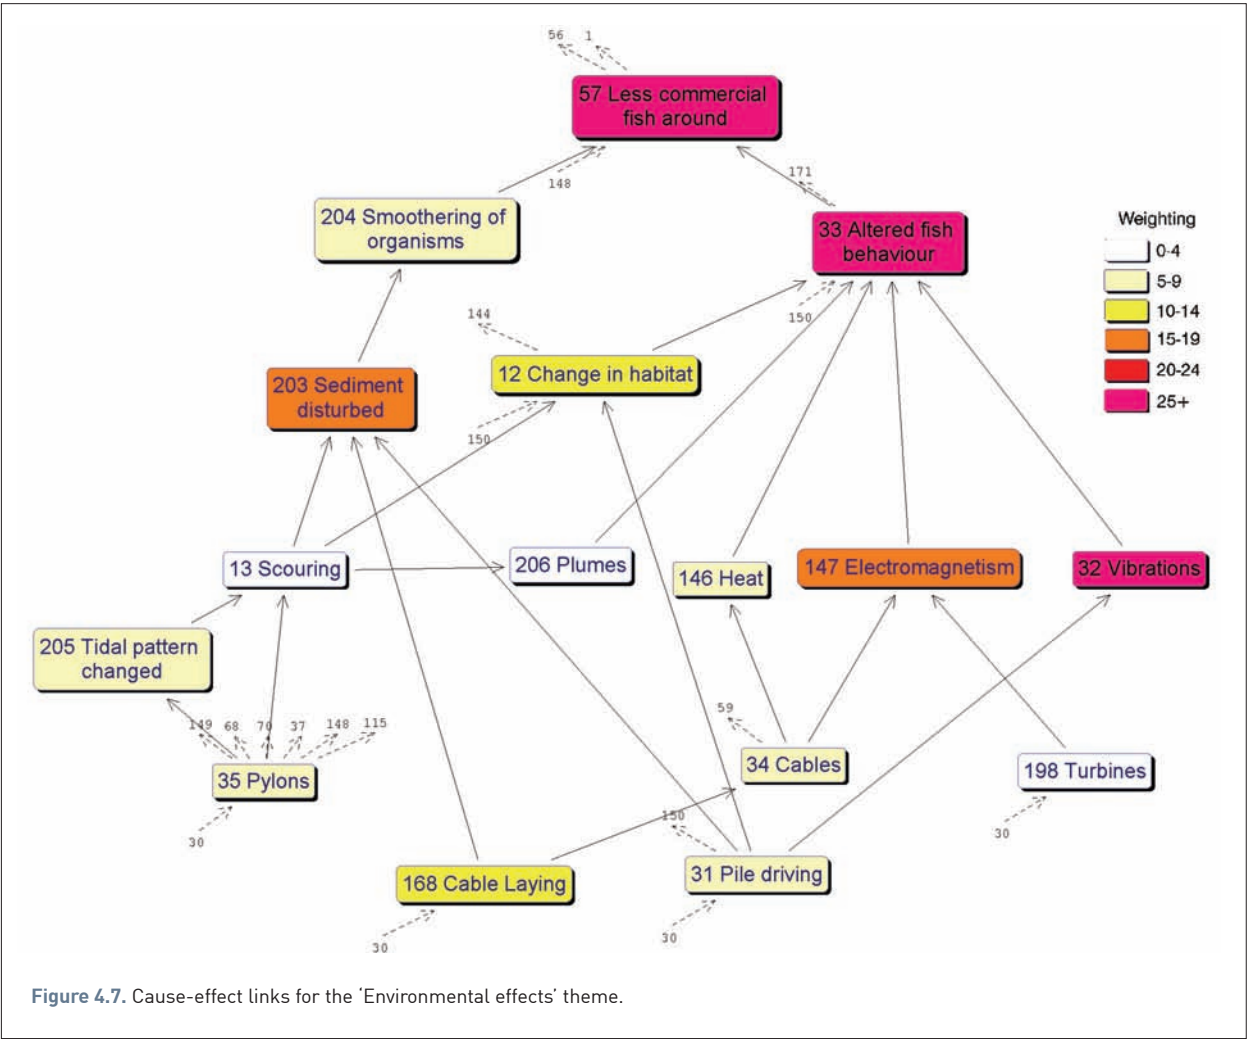 56 1
57 Less commercial
fish around
148
171
204 Smoothering of
organisms
33 Altered fish
behaviour
Weighting
0-4
5-9
10-14
15-19
20-24
25+
144
150
203 Sediment
disturbed
12 Change in habitat
150
13 Scouring
206 Plumes
146 Heat
147 Electromagnetism
32 Vibrations
205 Tidal pattern
changed
149 68 70 37 148 115
59
35 Pylons
34 Cables
198 Turbines
30
150
30
168 Cable Laying
31 Pile driving
30
30
Figure 4.7. Cause-effect links for the ‘Environmental effects’ theme.